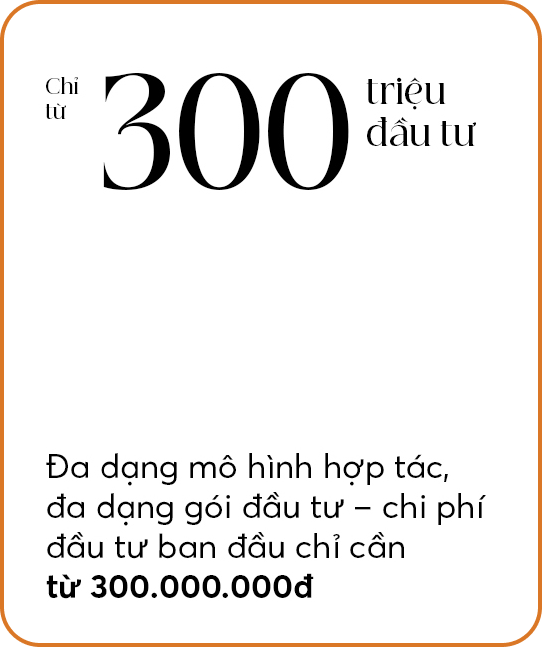 Chỉ
từ
300
triệu
đầu tư
Đa dạng mô hình hợp tác,
đa dạng gói đầu tư – chi phí
đầu tư ban đầu chỉ cần
từ 300.000.000đ